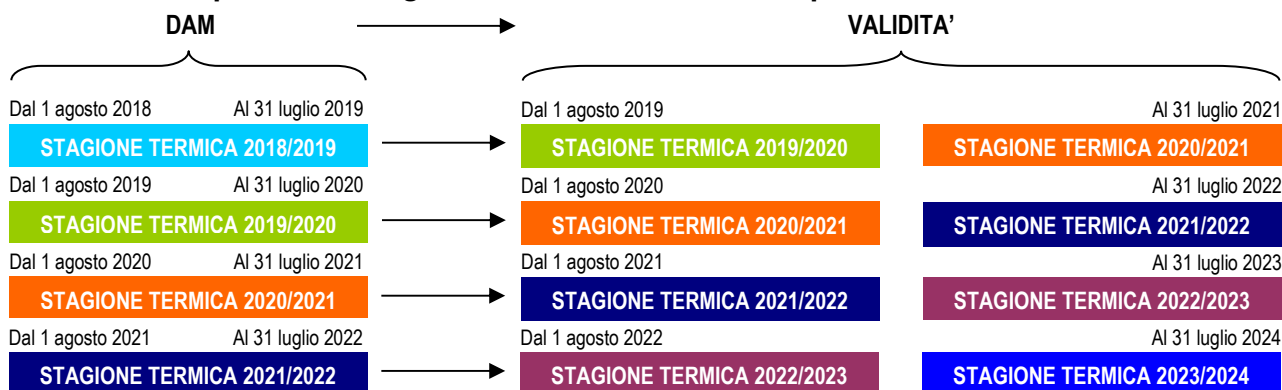 DAM VALIDITA’
Dal 1 agosto 2018 Al 31 luglio 2019 Dal 1 agosto 2019 Al 31 luglio 2021
STAGIONE TERMICA 2018/2019 STAGIONE TERMICA 2019/2020 STAGIONE TERMICA 2020/2021
Dal 1 agosto 2019 Al 31 luglio 2020 Dal 1 agosto 2020 Al 31 luglio 2022
STAGIONE TERMICA 2019/2020 STAGIONE TERMICA 2020/2021 STAGIONE TERMICA 2021/2022
Dal 1 agosto 2020 Al 31 luglio 2021 Dal 1 agosto 2021 Al 31 luglio 2023
STAGIONE TERMICA 2020/2021 STAGIONE TERMICA 2021/2022 STAGIONE TERMICA 2022/2023
Dal 1 agosto 2021 Al 31 luglio 2022 Dal 1 agosto 2022 Al 31 luglio 2024
STAGIONE TERMICA 2021/2022 STAGIONE TERMICA 2022/2023 STAGIONE TERMICA 2023/2024